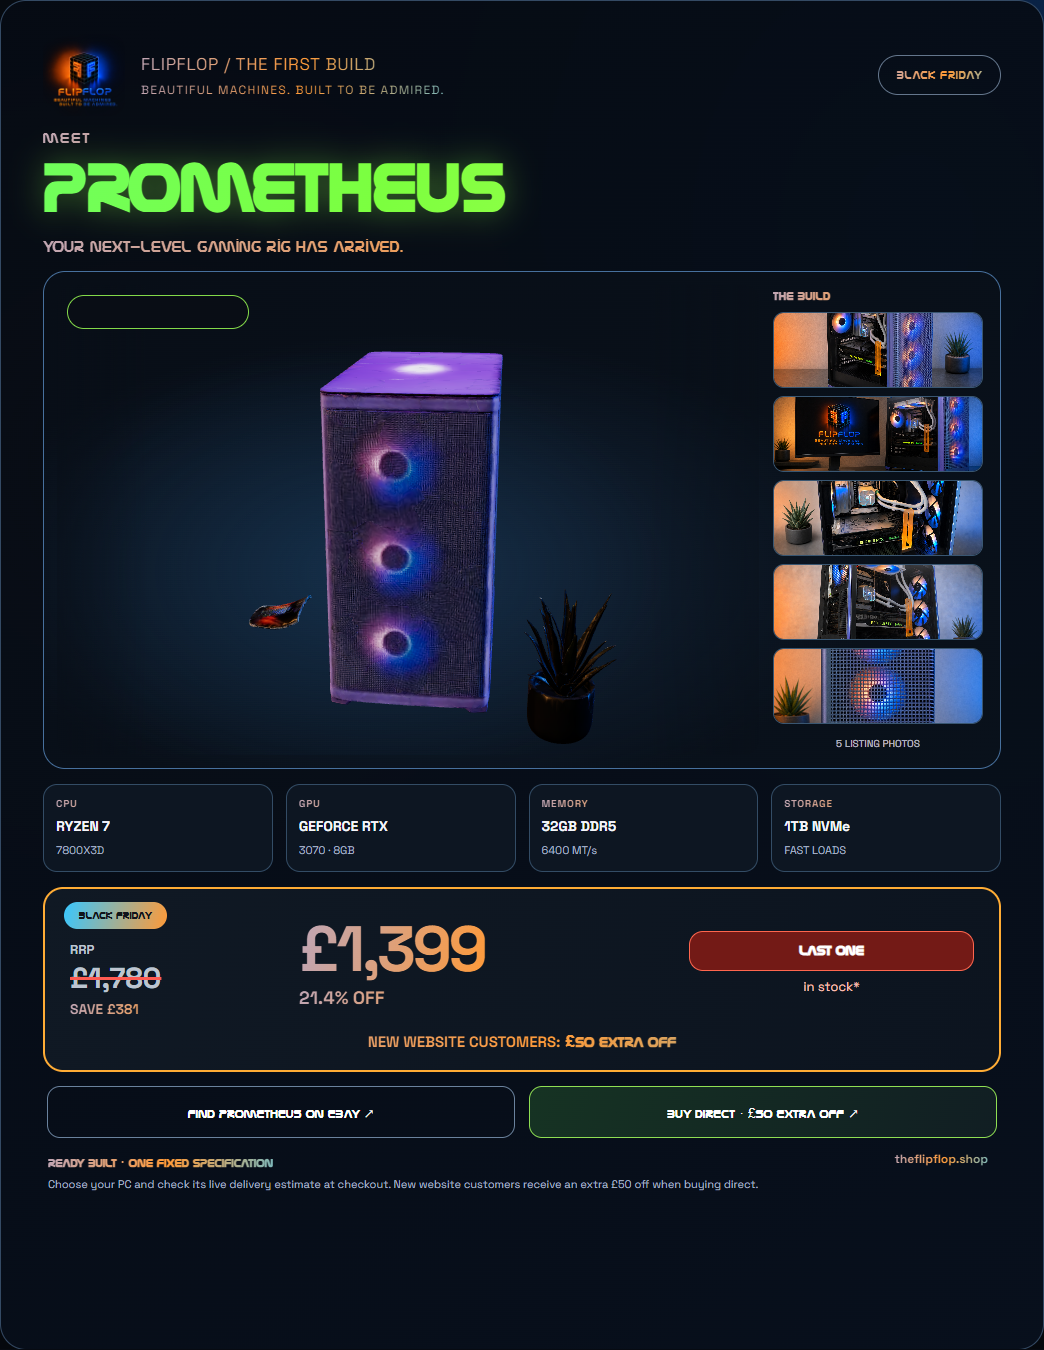 FLIPFLOP
FLIPFLOP / THE FIRST BUILD
BEAUTIFUL MACHINES. BUILT TO BE ADMIRED.
BLACK FRIDAY
MEET
PROMETHEUS
YOUR NEXT-LEVEL GAMING RIG HAS ARRIVED.
THE BUILD
FLIPFLOP
5 LISTING PHOTOS
CPU
RYZEN 7
7800X3D
GPU
GEFORCE RTX
3070 · 8GB
MEMORY
32GB DDR5
6400 MT/s
STORAGE
1TB NVMe
FAST LOADS
BLACK FRIDAY
RRP
£1,780
SAVE £381
£1,399
21.4% OFF
LAST ONE
in stock*
NEW WEBSITE CUSTOMERS: £50 EXTRA OFF
FIND PROMETHEUS ON EBAY ↗
BUY DIRECT · £50 EXTRA OFF ↗
READY BUILT · ONE FIXED SPECIFICATION
theflipflop.shop
Choose your PC and check its live delivery estimate at checkout. New website customers receive an extra £50 off when buying direct.